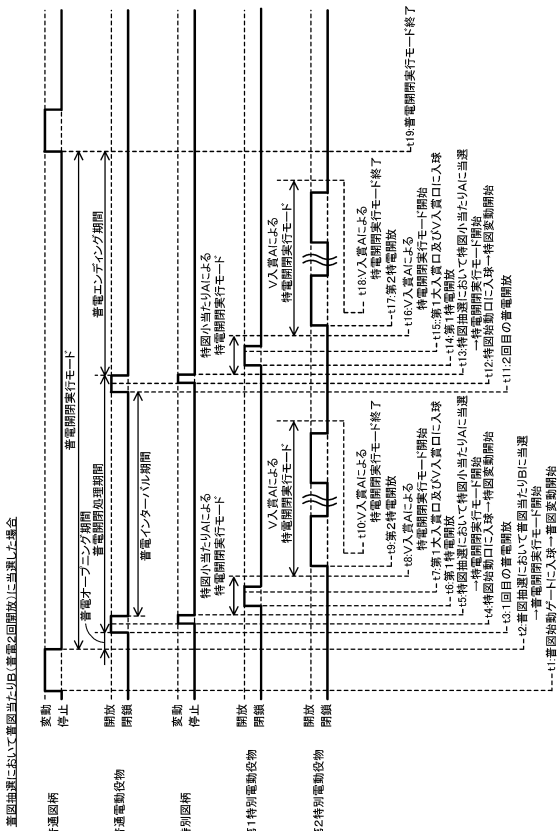 普図抽選において普図当たりB(普電2回開放)に当選した場合
通図柄
変動
停止
通電動役物
開放
閉鎖
別図柄
変動
停止
1特別電動役物
開放
閉鎖
2特別電動役物
開放
閉鎖
普電開閉実行モード
普電オープニング期間
普電開閉処理期間
普電エンディング期間
普電インターバル期間
特図小当たりAによる
特電開閉実行モード
特図小当たりAによる
特電開閉実行モード
V入賞Aによる
特電開閉実行モード
V入賞Aによる
特電開閉実行モード
t1:普図始動ゲートに入球→普図変動開始
t2:普図抽選において普図当たりBに当選
→普電開閉実行モード開始
t3:1回目の普電開放
t4:特図始動口に入球→特図変動開始
t5:特図抽選において特図小当たりAに当選
→特電開閉実行モード開始
t6:第1特電開放
t7:第1大入賞口及びV入賞口に入球
t8:V入賞Aによる
特電開閉実行モード開始
t9:第2特電開放
t10:V入賞Aによる
特電開閉実行モード終了
t11:2回目の普電開放
t12:特図始動口に入球→特図変動開始
t13:特図抽選において特図小当たりAに当選
→特電開閉実行モード開始
t14:第1特電開放
t15:第1大入賞口及びV入賞口に入球
t16:V入賞Aによる
特電開閉実行モード開始
t17:第2特電開放
t18:V入賞Aによる
特電開閉実行モード終了
t19:普電開閉実行モード終了